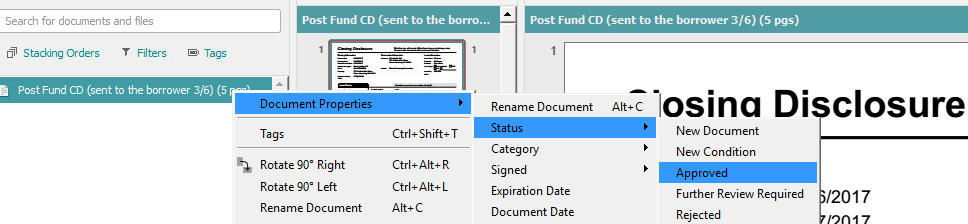 Search for documents and files
Stacking Orders Filters Tags
Post Fund CD (sent to the borrower 3/6) (5 pgs)
Post Fund CD (sent to the borro...
1 1
Closing Disclosure
Post Fund CD (sent to the borrower 3/6) (5 pgs)
1
Closing Disclosure
6/2017
7/2017
Document Properties
Tags Ctrl+Shift+T
Rotate 90° Right Ctrl+Alt+R
Rotate 90° Left Ctrl+Alt+L
Rename Document Alt+C
Rename Document Alt+C
Status
Category
Signed
Expiration Date
Document Date
New Document
New Condition
Approved
Further Review Required
Rejected